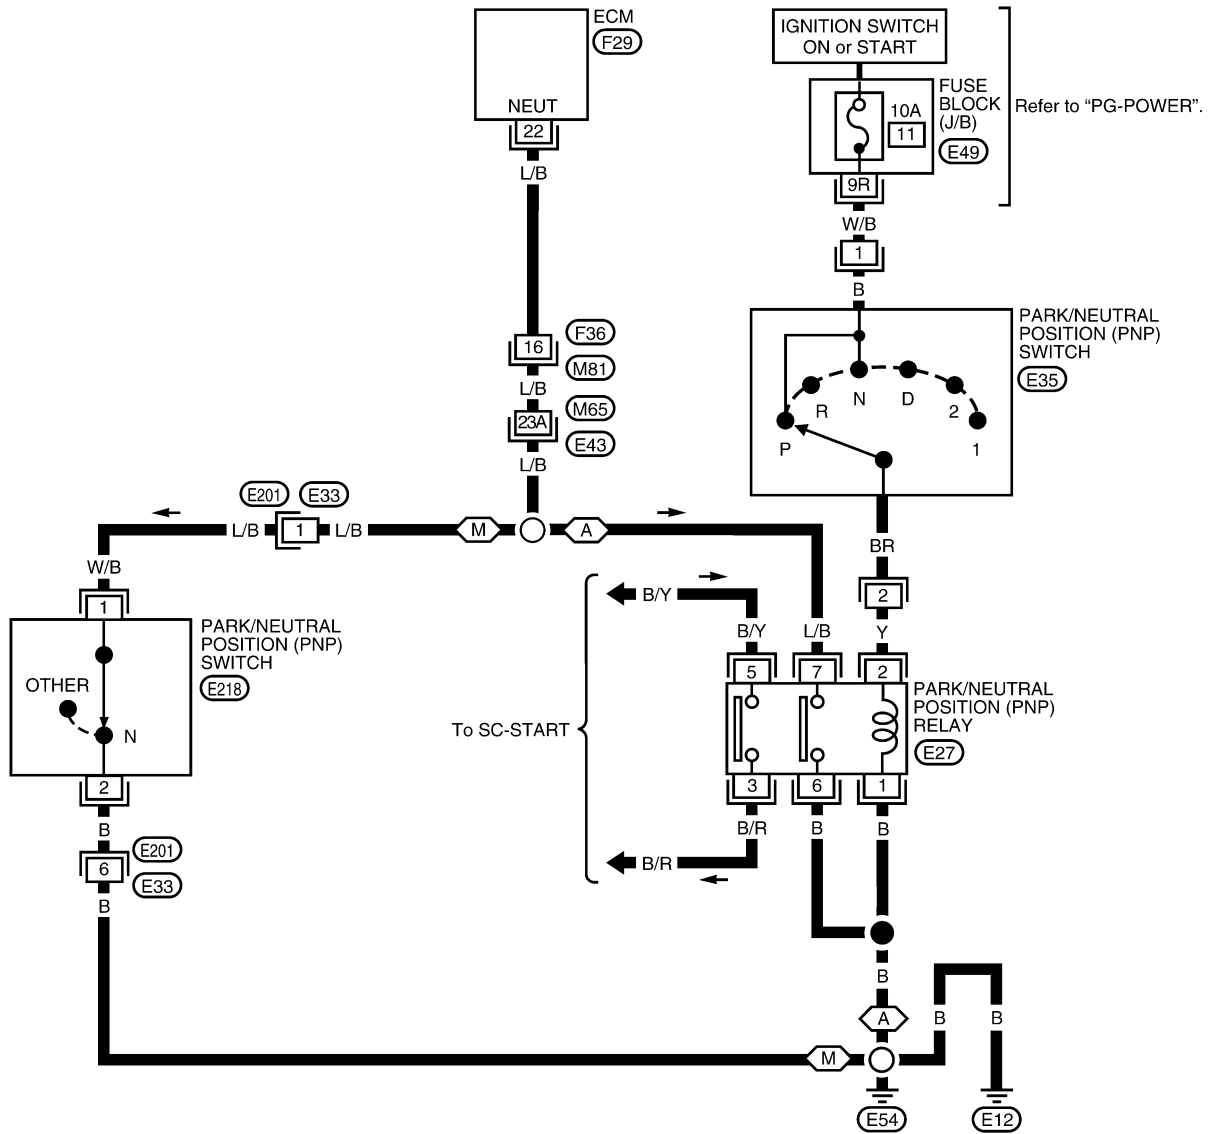 ECM
F29
NEUT
22
L/B
16
F36
M81
L/B
23A
M65
E43
L/B
IGNITION SWITCH
ON or START
FUSE
BLOCK
(J/B)
10A
11
E49
Refer to “PG-POWER”.
9R
W/B
1
B
PARK/NEUTRAL
POSITION (PNP)
SWITCH
E35
P
R
N
D
2
1
BR
2
Y
E201
E33
L/B
1
L/B
M
A
W/B
1
PARK/NEUTRAL
POSITION (PNP)
SWITCH
E218
OTHER
N
2
B
6
E201
E33
B
To SC-START
B/Y
B/Y
L/B
5
7
2
PARK/NEUTRAL
POSITION (PNP)
RELAY
E27
3
6
1
B/R
B
B
B/R
B
A
B
B
M
E54
E12